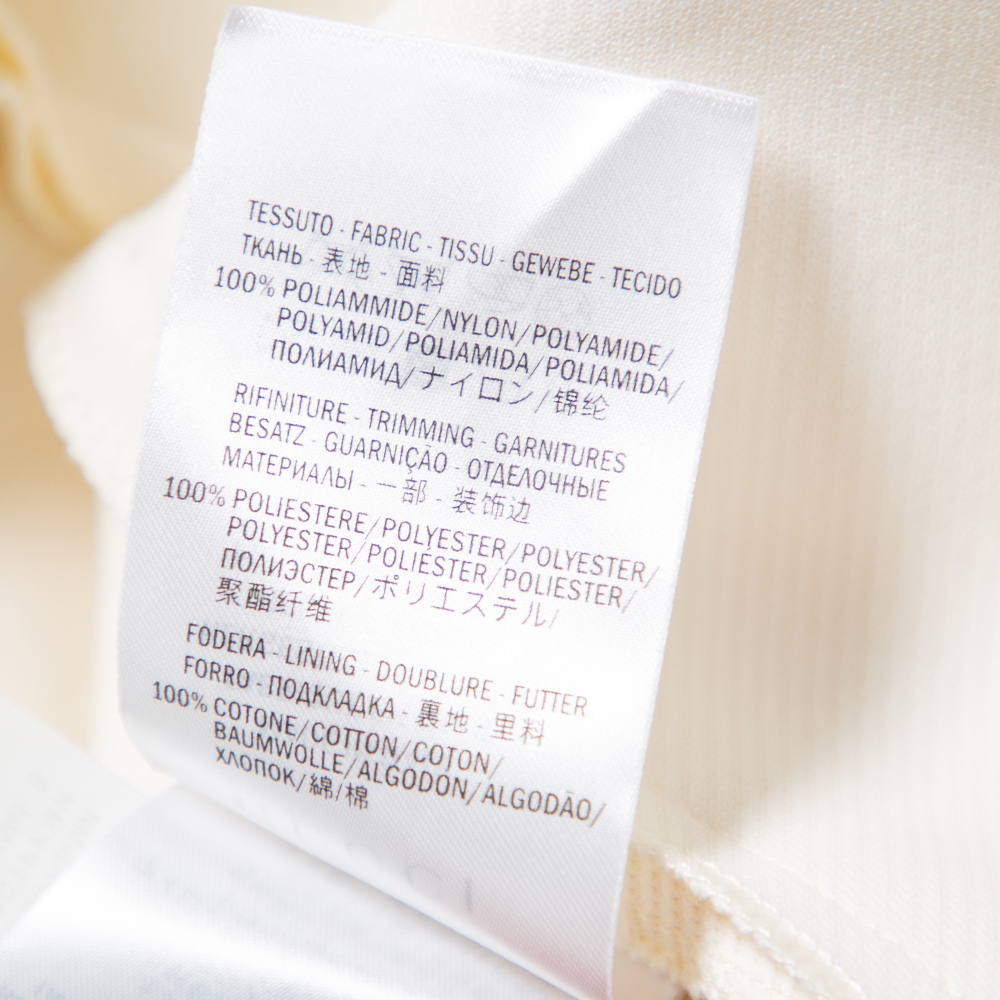 TESSUTO - FABRIC - TISSU - GEWEBE - TECIDO
ТКАНЬ - 表地 - 面料
100% POLIAMMIDE/NYLON/POLYAMIDE/
POLYAMID/POLIAMIDA/POLIAMIDA/
ПОЛИАМИД/ナイロン/锦纶
RIFINITURE - TRIMMING - GARNITURES
BESATZ - GUARNIÇÃO - ОТДЕЛОЧНЫЕ
МАТЕРИАЛЫ - 一部 - 装饰边
100% POLIESTERE/POLYESTER/POLYESTER/
POLYESTER/POLIÉSTER/POLIESTER/
ПОЛИЭСТЕР/ポリエステル/
聚酯纤维
FODERA - LINING - DOUBLURE - FUTTER
FORRO - ПОДКЛАДКА - 裏地 - 里料
100% COTONE/COTTON/COTON/
BAUMWOLLE/ALGODON/ALGODÃO/
ХЛОПОК/綿/棉